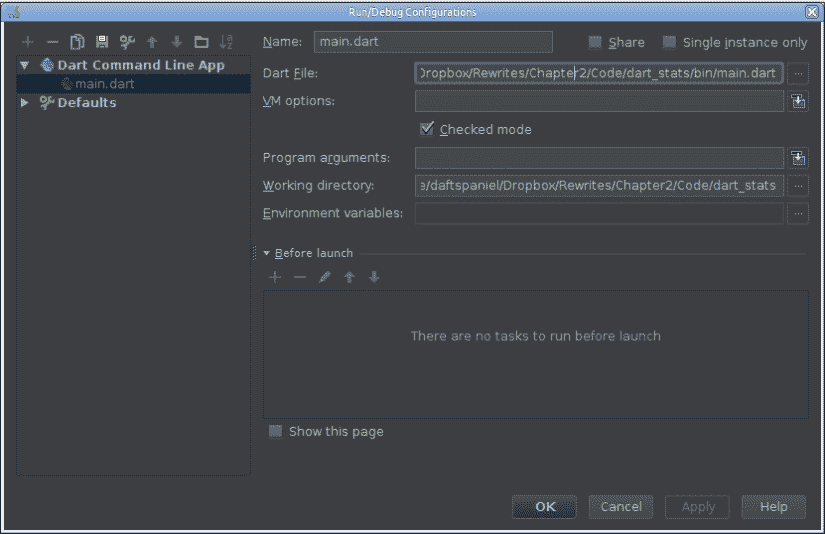 Run/Debug Configurations
Name: main.dart Share Single instance only
Dart Command Line App
main.dart
Defaults
Dart File: Dropbox/Rewrites/Chapter2/Code/dart_stats/bin/main.dart ...
VM options:
Checked mode
Program arguments:
Working directory: e/daftspaniel/Dropbox/Rewrites/Chapter2/Code/dart_stats ...
Environment variables: ...
Before launch
There are no tasks to run before launch
Show this page
OK Cancel Apply Help